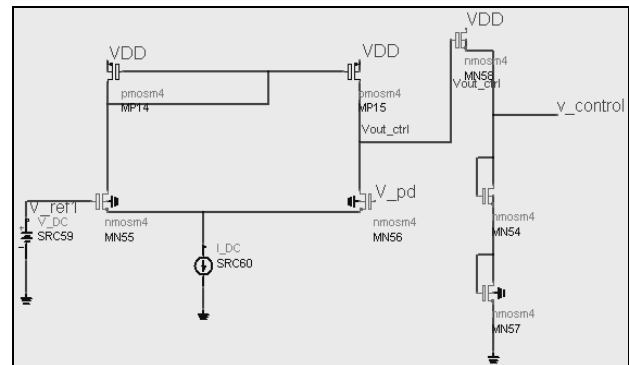 VDD
VDD
VDD
pmosm4
MP14
pmosm4
MP15
nmosm4
MN58
Vout_ctrl
Vout_ctrl
v_control
V_ref1
V_DC
SRC59
nmosm4
MN55
V_pd
nmosm4
MN56
nmosm4
MN54
I_DC
SRC60
nmosm4
MN57